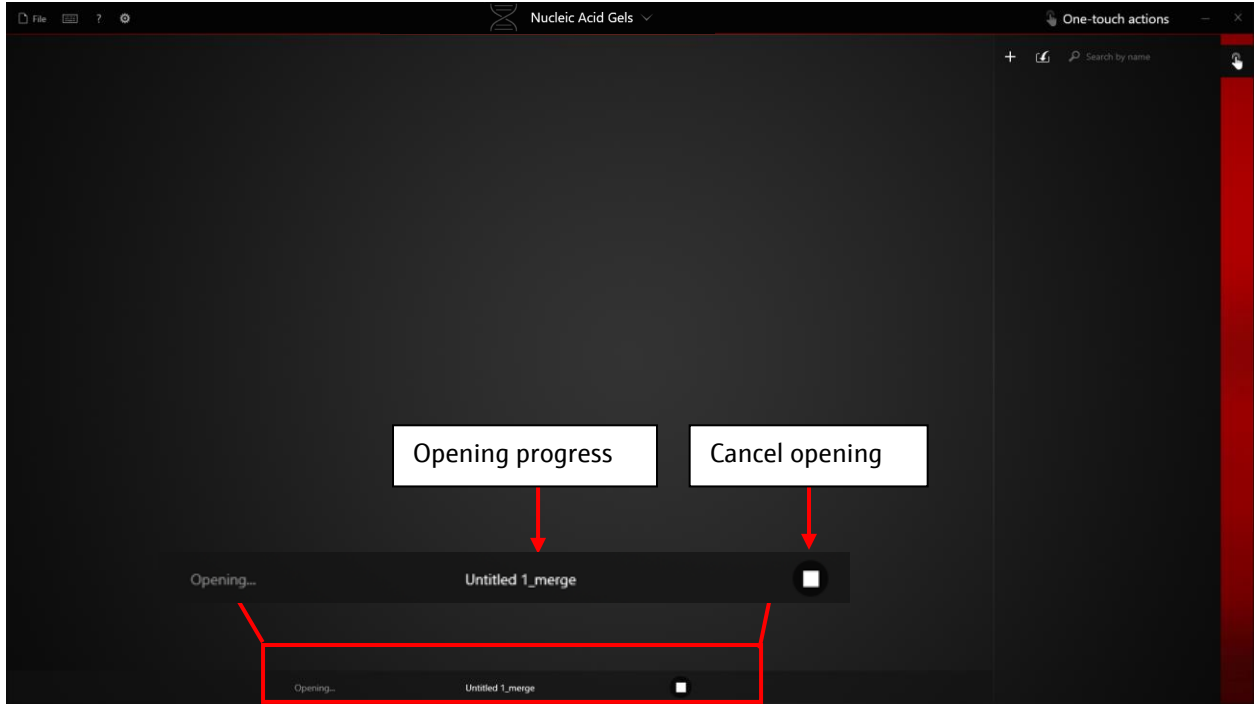 File ? Nucleic Acid Gels One-touch actions
Search by name
Opening progress Cancel opening
Opening... Untitled 1_merge
Opening... Untitled 1_merge